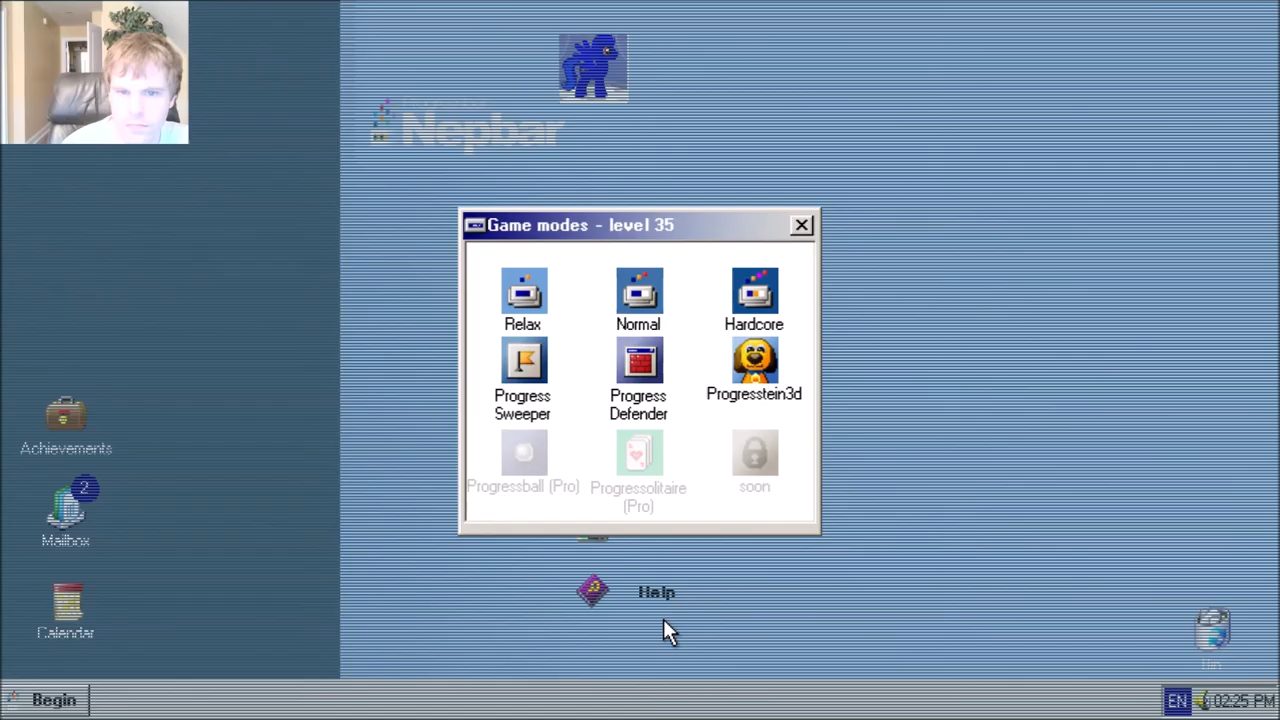 Nepbar
Game modes - level 35
Relax
Normal
Hardcore
Progress
Sweeper
Progress
Defender
Progresstein3d
Progressball (Pro)
Progressolitaire
(Pro)
soon
Achievements
2
Mailbox
Calendar
Help
Bin
Begin
EN
02:25 PM